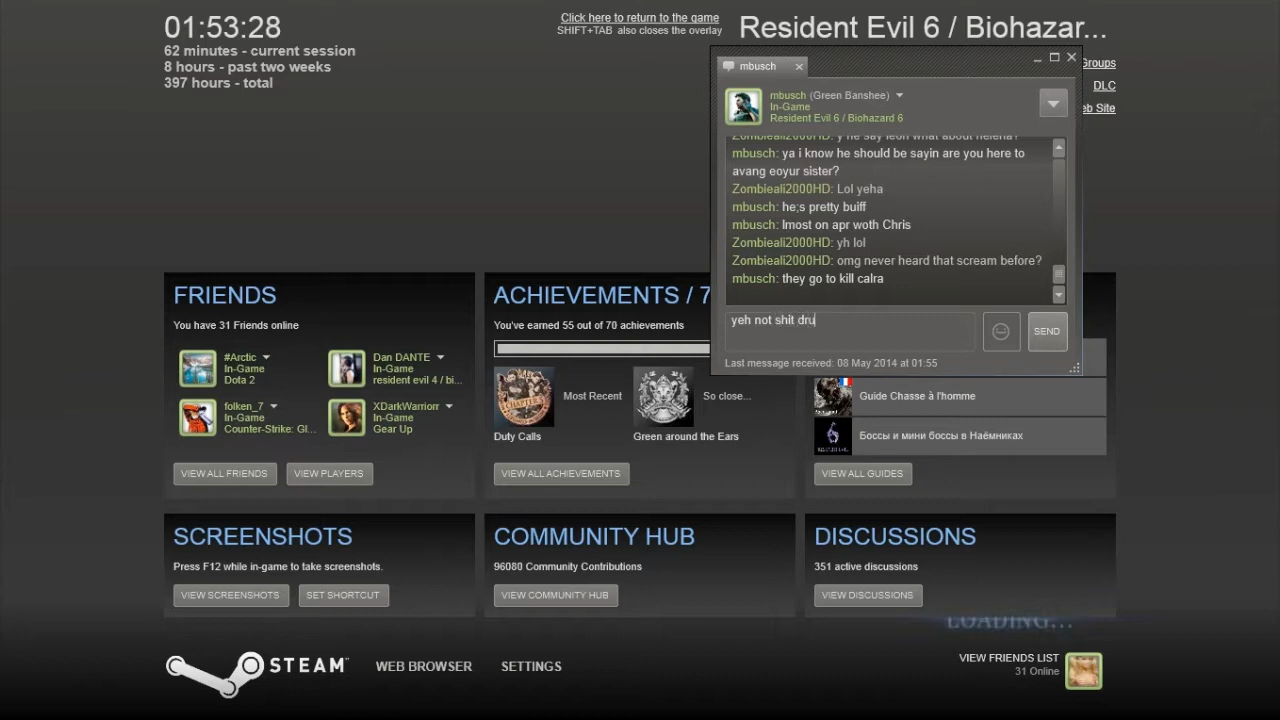 01:53:28
62 minutes - current session
8 hours - past two weeks
397 hours - total
Click here to return to the game
SHIFT+TAB also closes the overlay
Resident Evil 6 / Biohazar...
Groups
DLC
eb Site
mbusch
mbusch (Green Banshee)
In-Game
Resident Evil 6 / Biohazard 6
Zombieali2000HD: y he say leon what about helena?
mbusch: ya i know he should be sayin are you here to
avang eoyur sister?
Zombieali2000HD: Lol yeha
mbusch: he;s pretty buiff
mbusch: lmost on apr woth Chris
Zombieali2000HD: yh lol
Zombieali2000HD: omg never heard that scream before?
mbusch: they go to kill calra
yeh not shit dru
SEND
Last message received: 08 May 2014 at 01:55
FRIENDS
You have 31 Friends online
#Arctic
In-Game
Dota 2
Dan DANTE
In-Game
resident evil 4 / bi...
folken_7
In-Game
Counter-Strike: Gl...
XDarkWarriorr
In-Game
Gear Up
VIEW ALL FRIENDS
VIEW PLAYERS
ACHIEVEMENTS / 7
You've earned 55 out of 70 achievements
Most Recent
So close...
Duty Calls
Green around the Ears
VIEW ALL ACHIEVEMENTS
Guide Chasse à l'homme
Боссы и мини боссы в Наёмниках
VIEW ALL GUIDES
SCREENSHOTS
Press F12 while in-game to take screenshots.
VIEW SCREENSHOTS
SET SHORTCUT
COMMUNITY HUB
96080 Community Contributions
VIEW COMMUNITY HUB
DISCUSSIONS
351 active discussions
VIEW DISCUSSIONS
LOADING...
STEAM™
WEB BROWSER
SETTINGS
VIEW FRIENDS LIST
31 Online